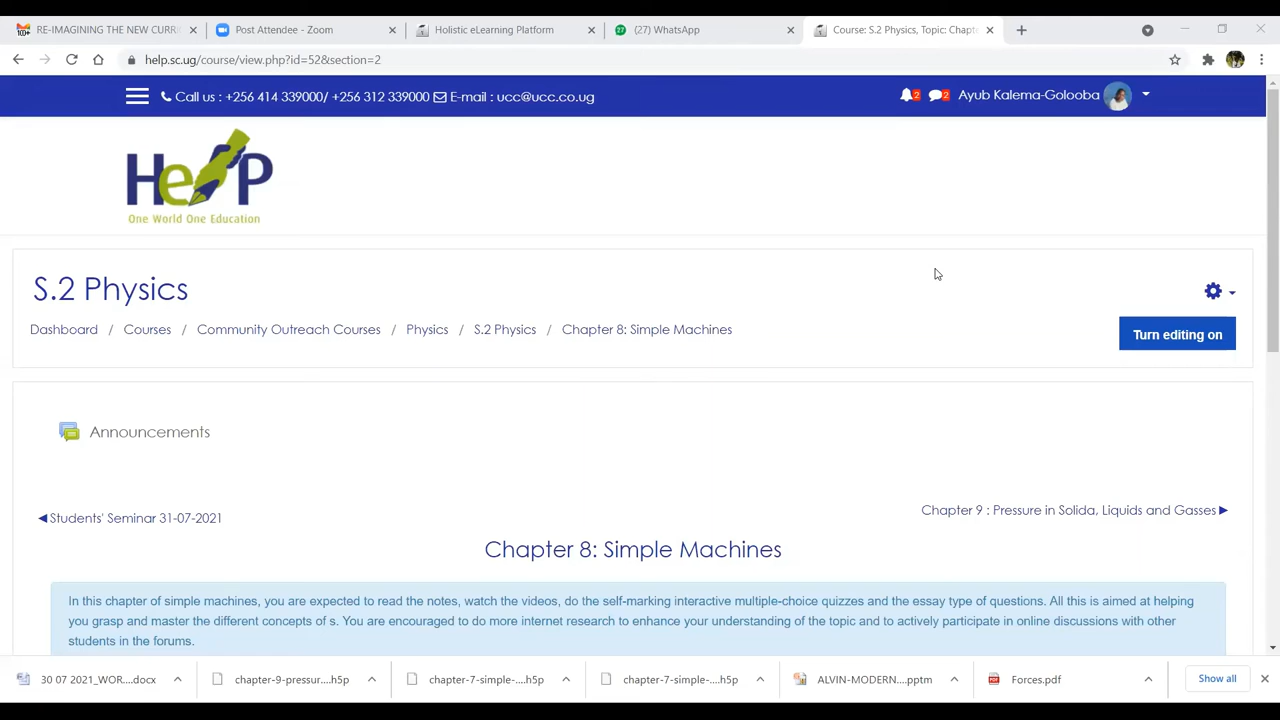 100+ RE-IMAGINING THE NEW CURRI
Post Attendee - Zoom
Holistic eLearning Platform
27 (27) WhatsApp
Course: S.2 Physics, Topic: Chapte
help.sc.ug/course/view.php?id=52&section=2
Call us : +256 414 339000/ +256 312 339000 E-mail : ucc@ucc.co.ug
2 2 Ayub Kalema-Golooba
HelP
One World One Education
S.2 Physics
Dashboard / Courses / Community Outreach Courses / Physics / S.2 Physics / Chapter 8: Simple Machines
Turn editing on
Announcements
◀Students' Seminar 31-07-2021
Chapter 9 : Pressure in Solida, Liquids and Gasses▶
Chapter 8: Simple Machines
In this chapter of simple machines, you are expected to read the notes, watch the videos, do the self-marking interactive multiple-choice quizzes and the essay type of questions. All this is aimed at helping
you grasp and master the different concepts of s. You are encouraged to do more internet research to enhance your understanding of the topic and to actively participate in online discussions with other
students in the forums.
30 07 2021_WOR....docx
chapter-9-pressur....h5p
chapter-7-simple-....h5p
chapter-7-simple-....h5p
ALVIN-MODERN....pptm
PDF Forces.pdf
Show all